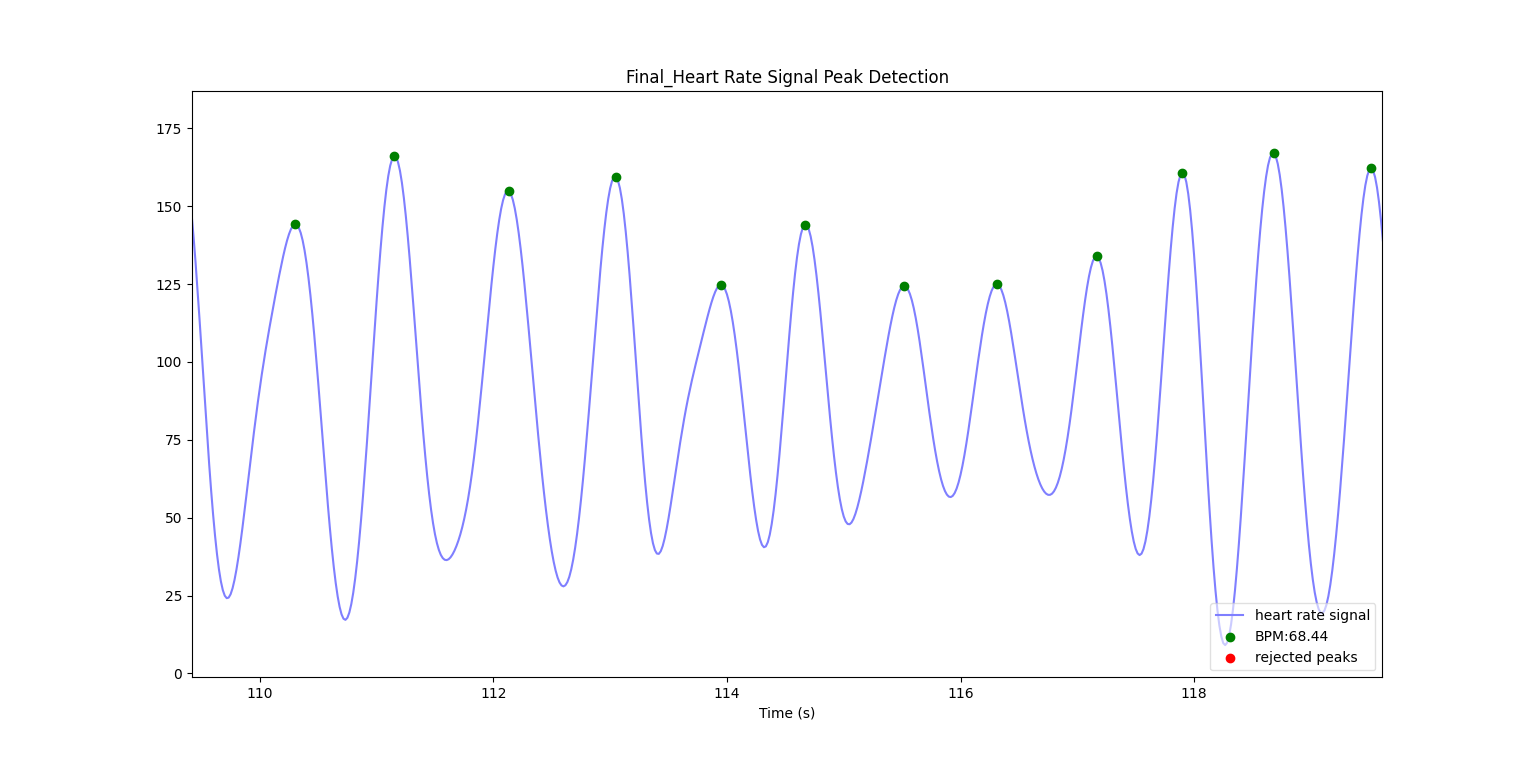 Final_Heart Rate Signal Peak Detection
175
150
125
100
75
50
25
0
heart rate signal
BPM:68.44
rejected peaks
110 112 114 116 118
Time (s)